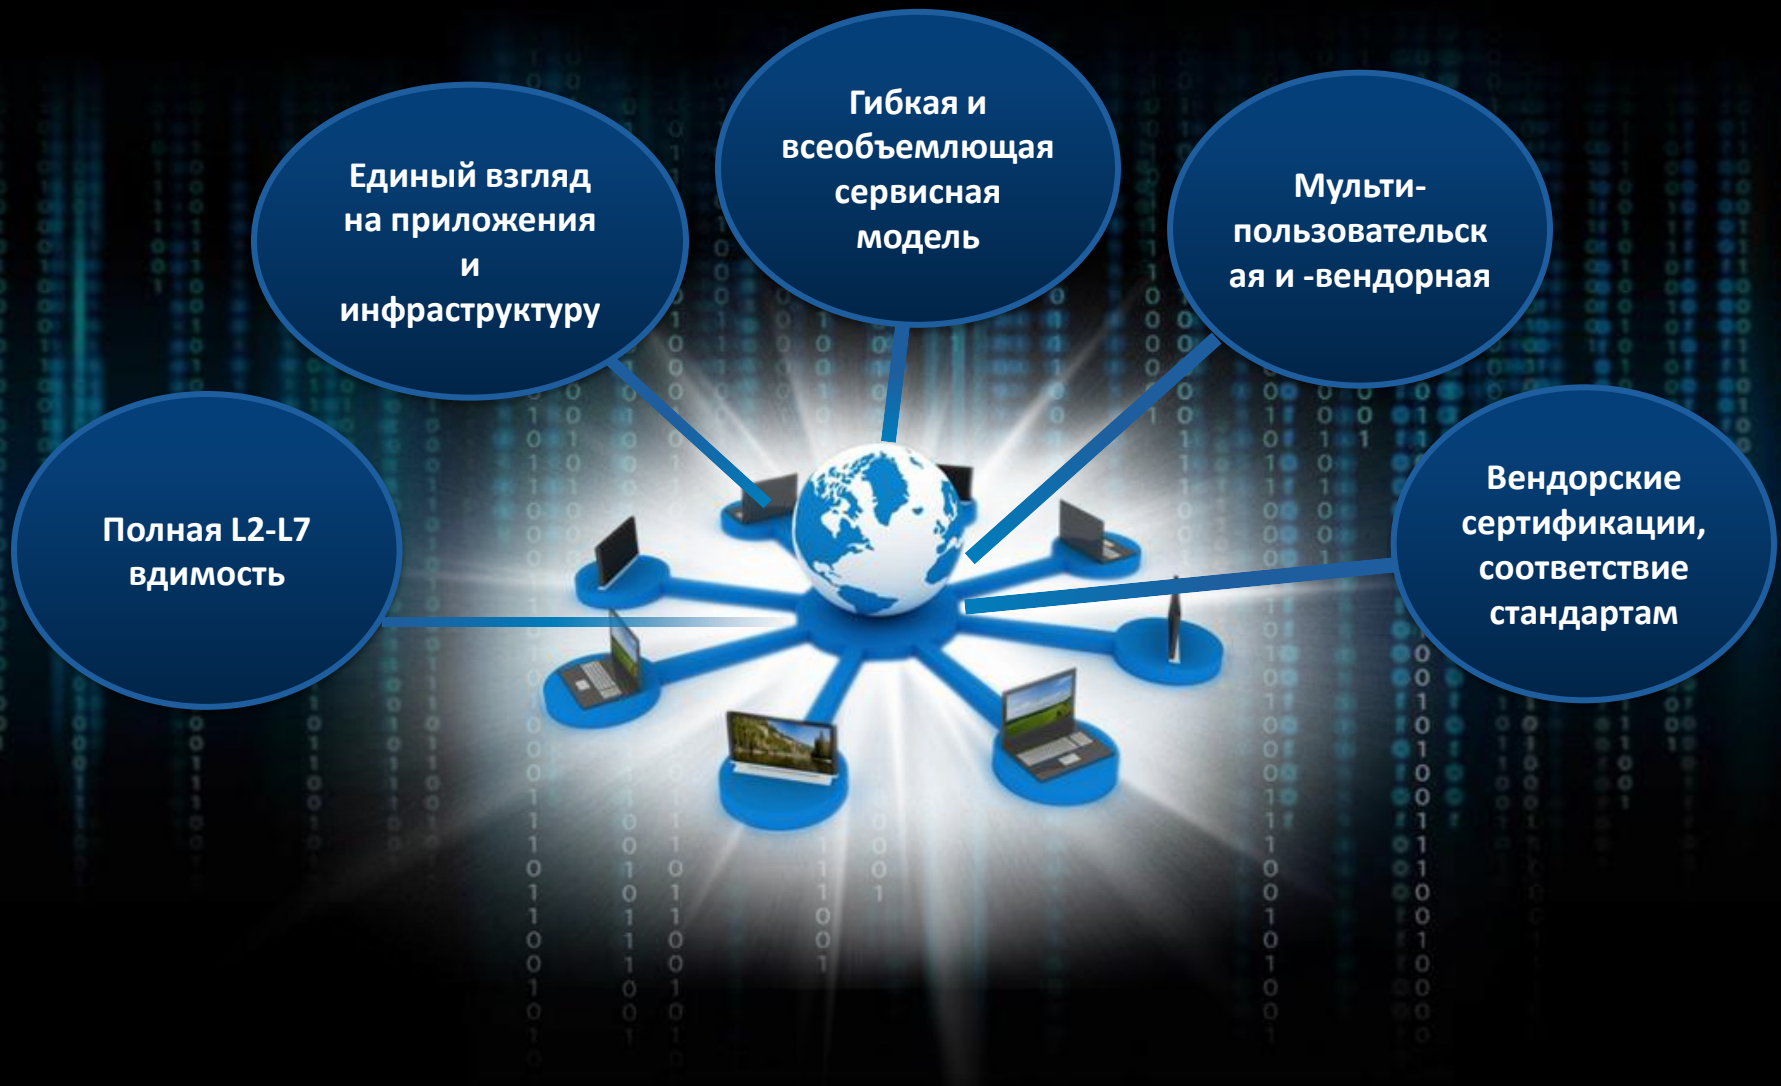 Гибкая и
всеобъемлющая
сервисная
модель
Единый взгляд
на приложения
и
инфраструктуру
Мульти-
пользовательск
ая и -вендорная
Полная L2-L7
вдимость
Вендорские
сертификации,
соответствие
стандартам